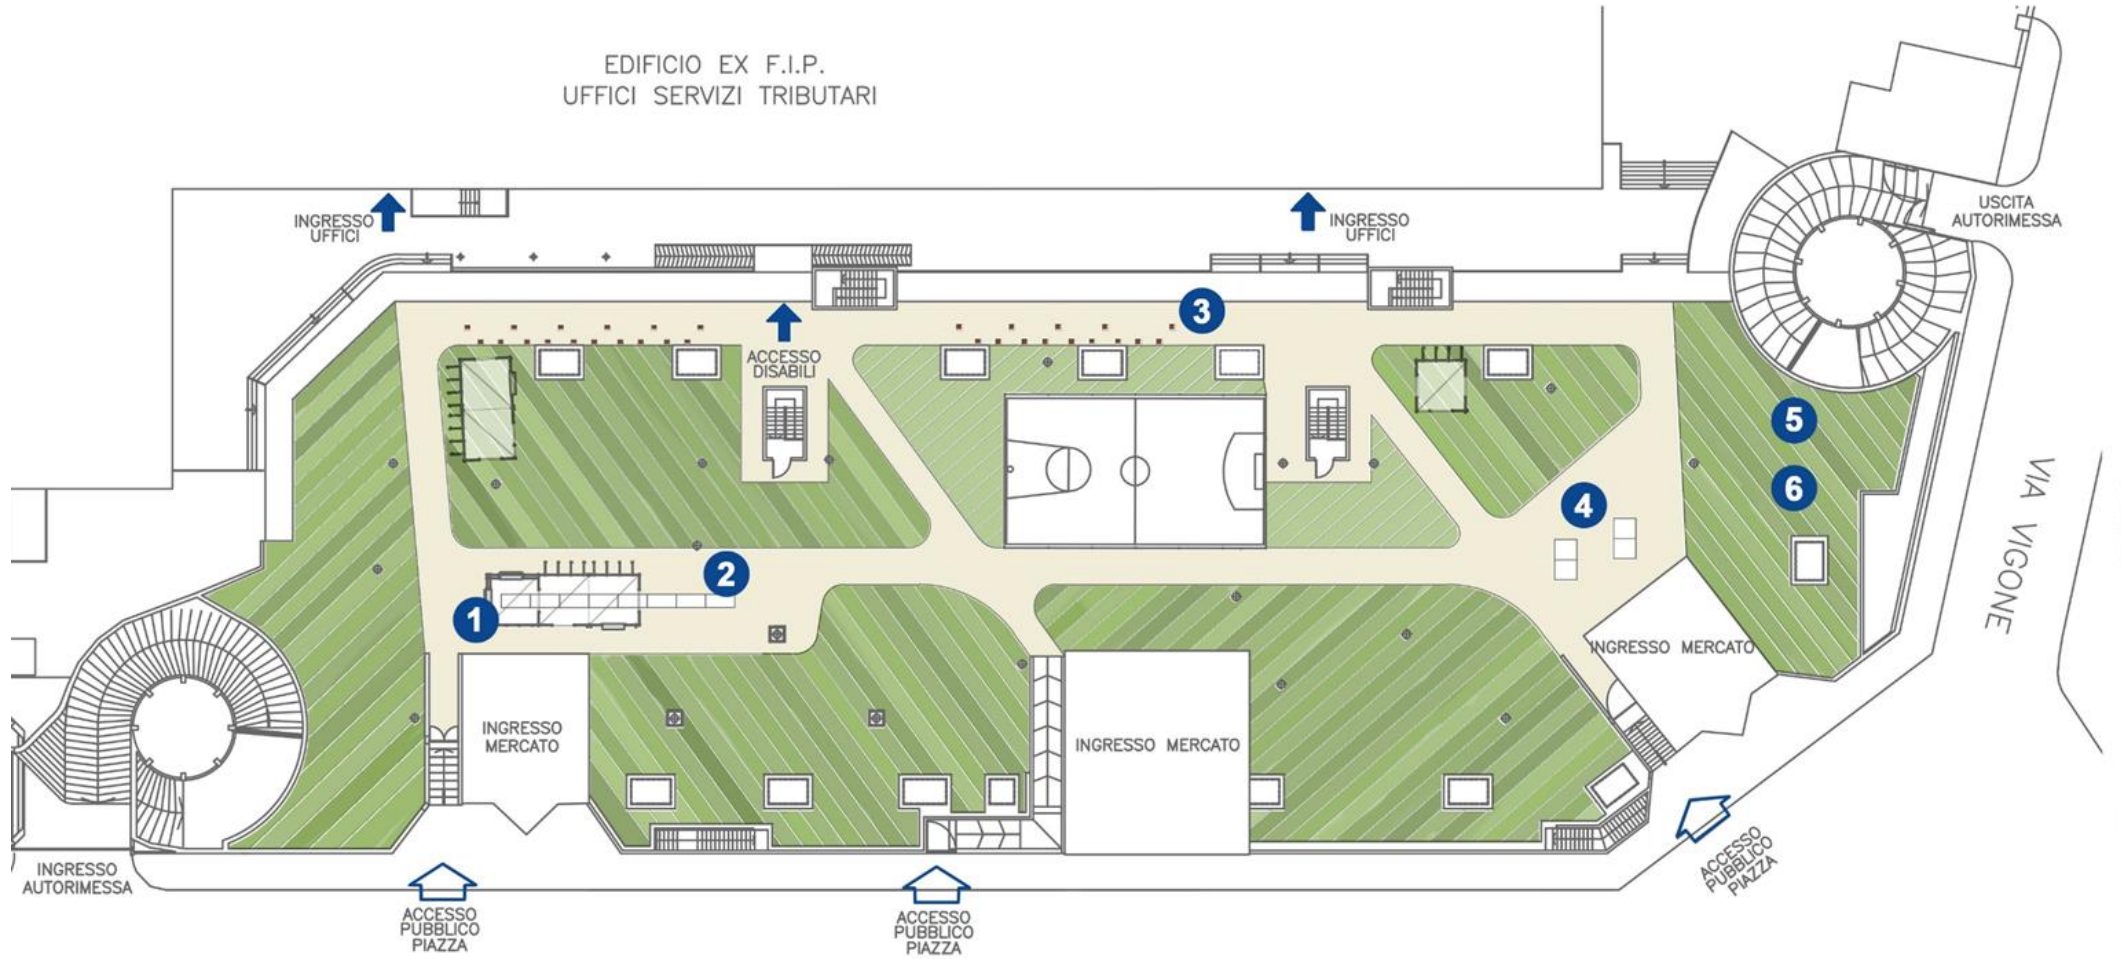 EDIFICIO EX F.I.P.
UFFICI SERVIZI TRIBUTARI
INGRESSO
UFFICI
INGRESSO
UFFICI
USCITA
AUTORIMESSA
3
ACCESSO
DISABILI
5
6
4
VIA VIGONE
2
1
INGRESSO MERCATO
INGRESSO
MERCATO
INGRESSO MERCATO
INGRESSO
AUTORIMESSA
ACCESSO
PUBBLICO
PIAZZA
ACCESSO
PUBBLICO
PIAZZA
ACCESSO
PUBBLICO
PIAZZA